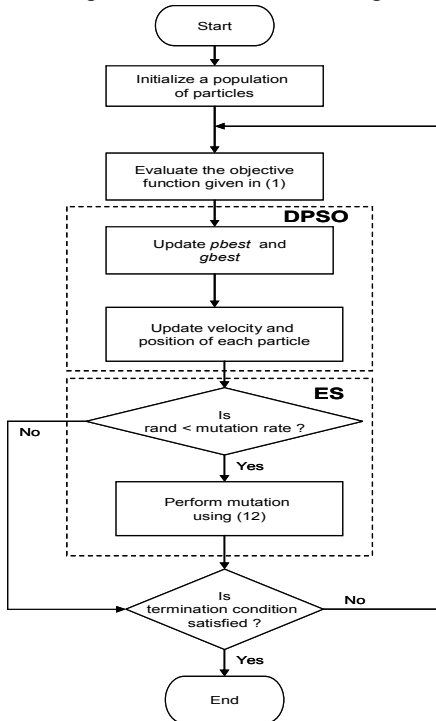 Start
Initialize a population
of particles
Evaluate the objective
function given in (1)
DPSO
Update pbest and
gbest
Update velocity and
position of each particle
ES
Is
rand < mutation rate ?
No
Yes
Perform mutation
using (12)
Is
termination condition
satisfied ?
No
Yes
End